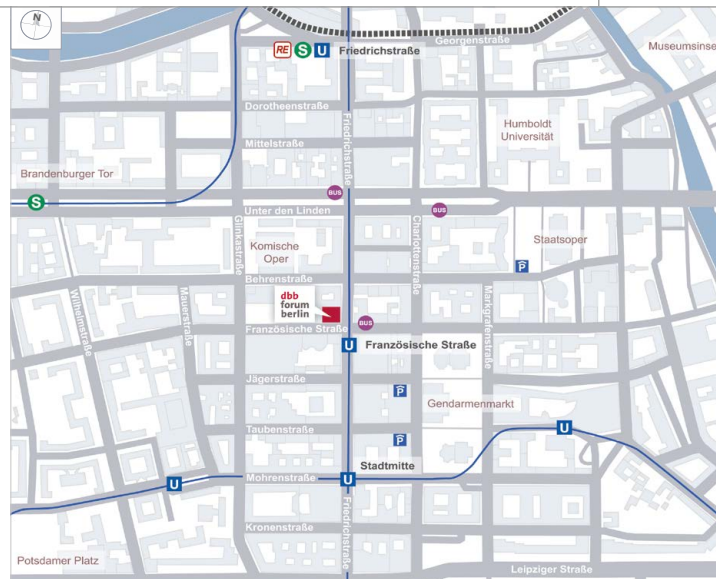 N
RE S U Friedrichstraße
Georgenstraße
Museumsinse
Dorotheenstraße
Friedrichstraße
Humboldt
Universität
Mittelstraße
Brandenburger Tor
S
BUS
Unter den Linden
BUS
Glinkastraße
Charlottenstraße
Komische
Oper
Staatsoper
P
Behrenstraße
dbb
forum
berlin
Wilhelmstraße
Mauerstraße
Markgrafenstraße
Französische Straße
BUS
U Französische Straße
Jägerstraße
P
Gendarmenmarkt
Taubenstraße
P
U
Stadtmitte
U
Mohrenstraße
U
Friedrichstraße
Kronenstraße
Potsdamer Platz
Leipziger Straße